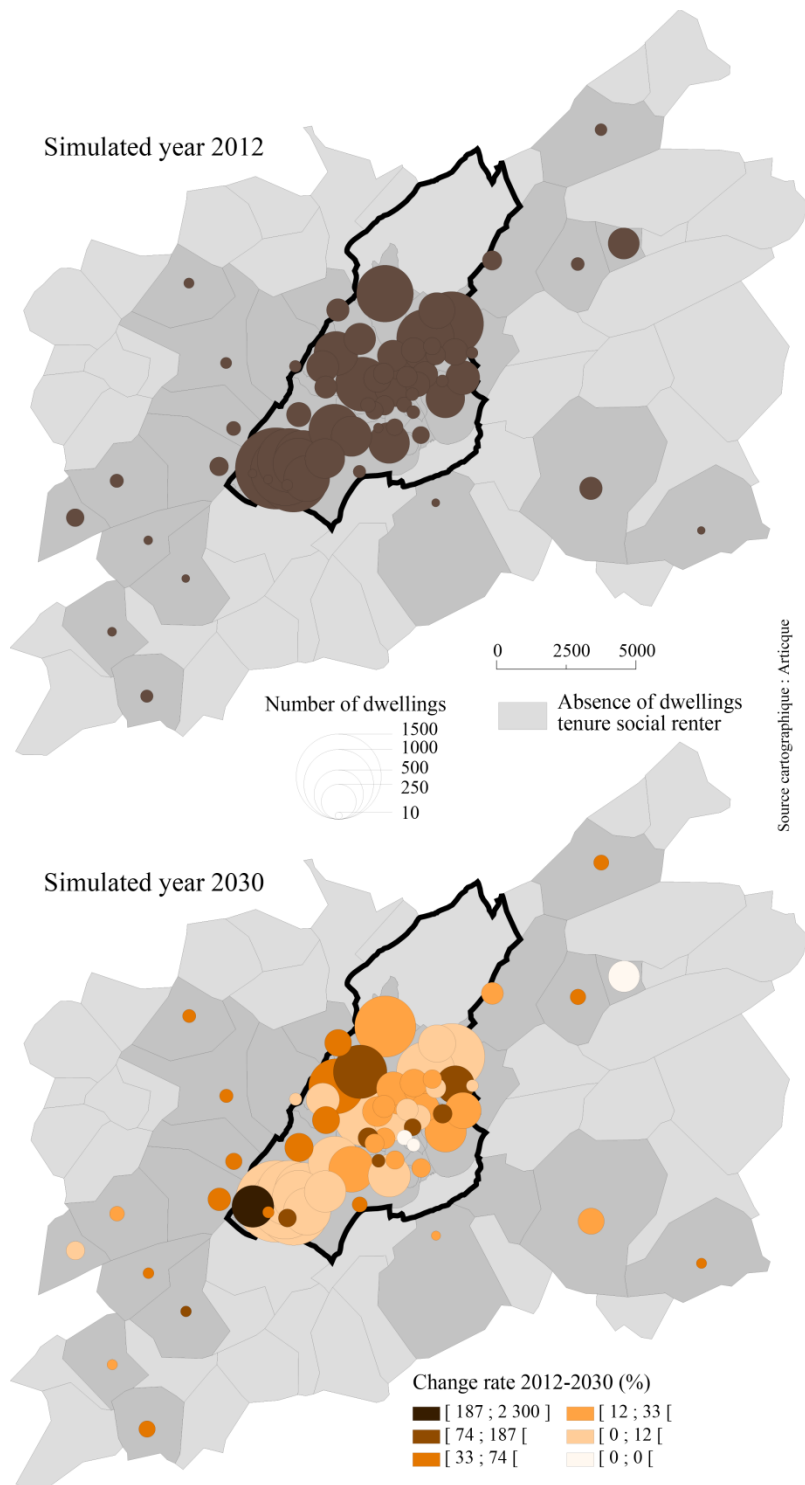 Simulated year 2012
0 2500 5000
Number of dwellings
1500
1000
500
250
10
Absence of dwellings
tenure social renter
Source cartographique : Articque
Simulated year 2030
Change rate 2012-2030 (%)
[ 187 ; 2 300 ]
[ 74 ; 187 [
[ 33 ; 74 [
[ 12 ; 33 [
[ 0 ; 12 [
[ 0 ; 0 [